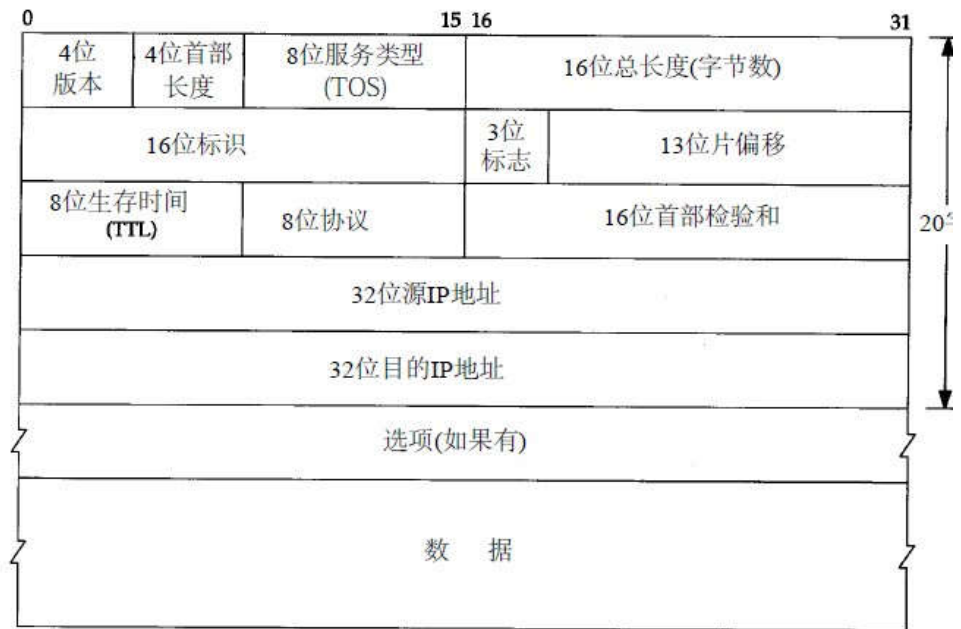 0 15 16 31
4位 4位首部 8位服务类型 16位总长度(字节数)
版本 长度 (TOS)
16位标识 3位 13位片偏移
标志
8位生存时间 8位协议 16位首部检验和
(TTL)
20
32位源IP地址
32位目的IP地址
选项(如果有)
数 据